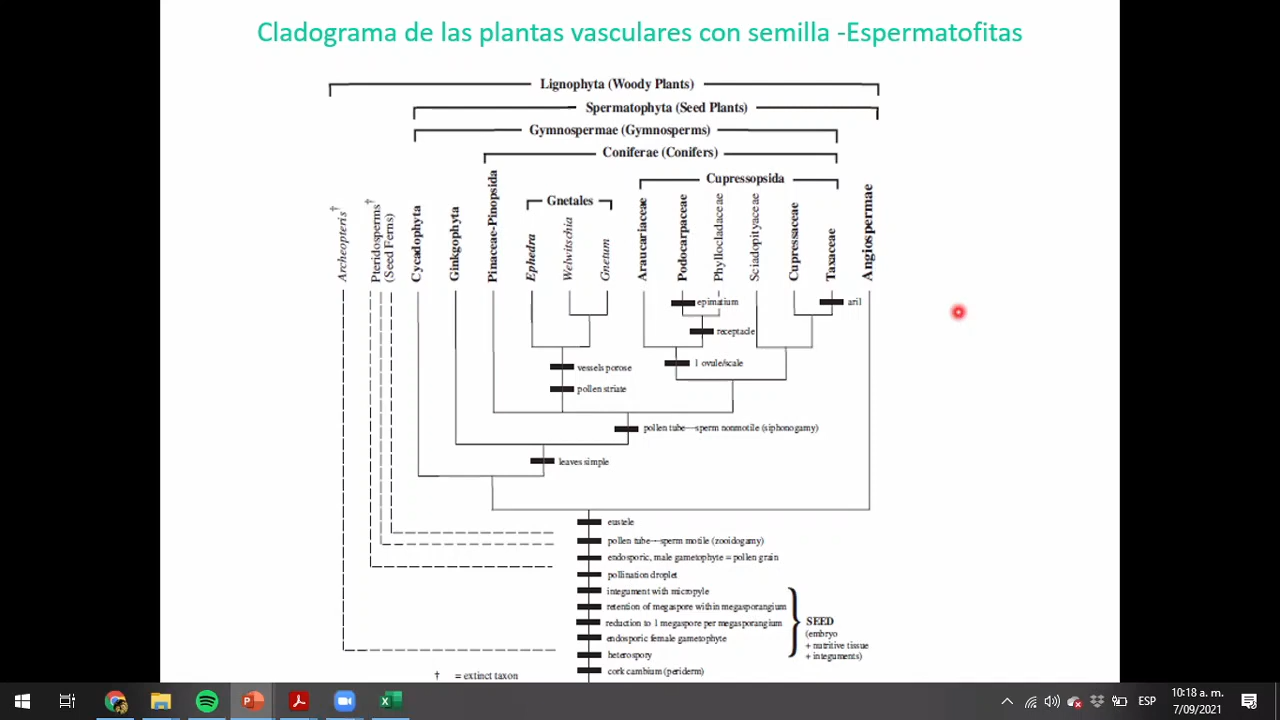 Cladograma de las plantas vasculares con semilla -Espermatofitas
Lignophyta (Woody Plants)
Spermatophyta (Seed Plants)
Gymnospermae (Gymnosperms)
Coniferae (Conifers)
Cupressopsida
Gnetales
Archeopteris†
Pteridosperms†
(Seed Ferns)
Cycadophyta
Ginkgophyta
Pinaceae-Pinopsida
Ephedra
Welwitschia
Gnetum
Araucariaceae
Podocarpaceae
Phyllocladaceae
Sciadopityaceae
Cupressaceae
Taxaceae
Angiospermae
epimatium
aril
receptacle
1 ovule/scale
vessels porose
pollen striate
pollen tube—sperm nonmotile (siphonogamy)
leaves simple
eustele
pollen tube—sperm motile (zooidogamy)
endosporic, male gametophyte = pollen grain
pollination droplet
integument with micropyle
retention of megaspore within megasporangium
reduction to 1 megaspore per megasporangium
endosporic female gametophyte
heterospory
cork cambium (periderm)
SEED
(embryo
+ nutritive tissue
+ integuments)
† = extinct taxon
ESP
10:18 a. m.
7/09/2021